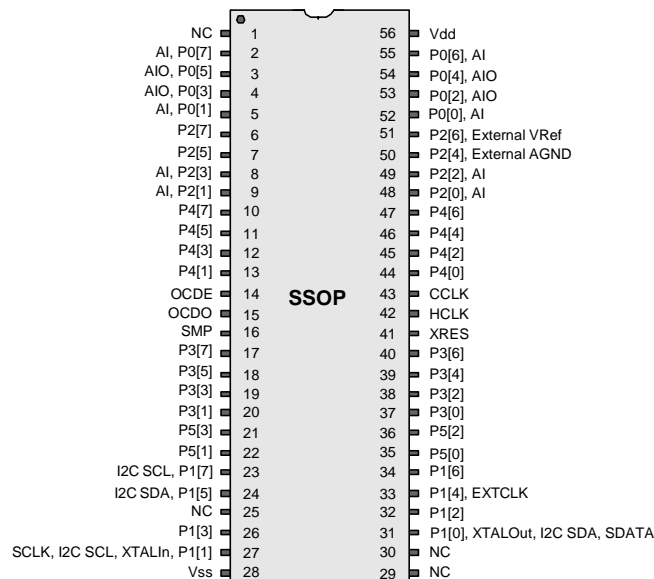 NC 1 56 Vdd
AI, P0[7] 2 55 P0[6], AI
AIO, P0[5] 3 54 P0[4], AIO
AIO, P0[3] 4 53 P0[2], AIO
AI, P0[1] 5 52 P0[0], AI
P2[7] 6 51 P2[6], External VRef
P2[5] 7 50 P2[4], External AGND
AI, P2[3] 8 49 P2[2], AI
AI, P2[1] 9 48 P2[0], AI
P4[7] 10 47 P4[6]
P4[5] 11 46 P4[4]
P4[3] 12 45 P4[2]
P4[1] 13 44 P4[0]
OCDE 14 SSOP 43 CCLK
OCDO 15 42 HCLK
SMP 16 41 XRES
P3[7] 17 40 P3[6]
P3[5] 18 39 P3[4]
P3[3] 19 38 P3[2]
P3[1] 20 37 P3[0]
P5[3] 21 36 P5[2]
P5[1] 22 35 P5[0]
I2C SCL, P1[7] 23 34 P1[6]
I2C SDA, P1[5] 24 33 P1[4], EXTCLK
NC 25 32 P1[2]
P1[3] 26 31 P1[0], XTALOut, I2C SDA, SDATA
SCLK, I2C SCL, XTALIn, P1[1] 27 30 NC
Vss 28 29 NC